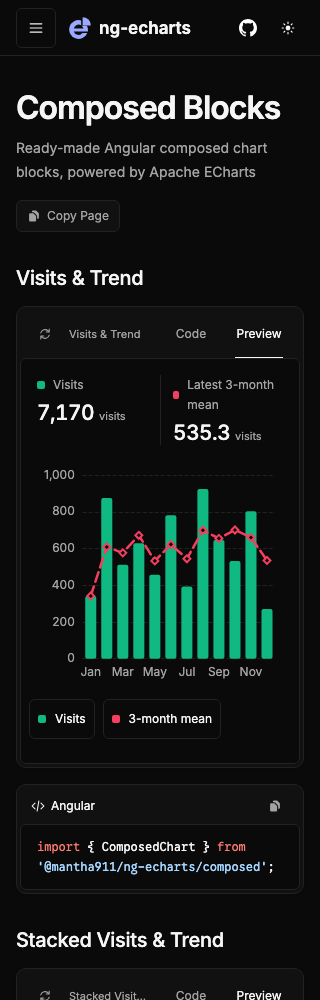 ng-echarts
Composed Blocks
Ready-made Angular composed chart
blocks, powered by Apache ECharts
Copy Page
Visits & Trend
Visits & Trend Code Preview
Visits
7,170 visits
Latest 3-month
mean
535.3 visits
1,000
800
600
400
200
0
Jan Mar May Jul Sep Nov
Visits 3-month mean
Angular
import { ComposedChart } from
'@mantha911/ng-echarts/composed';
Stacked Visits & Trend
Stacked Visit... Code Preview